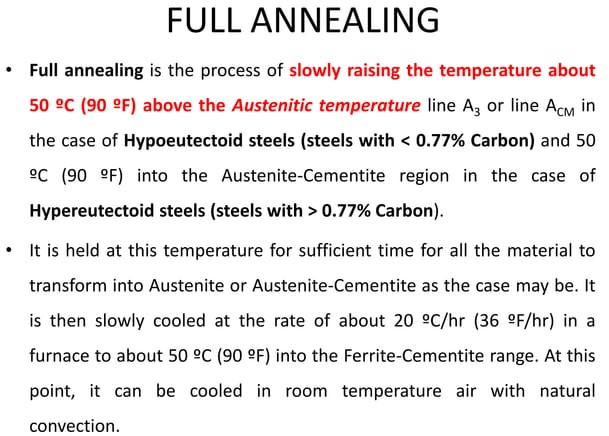 FULL ANNEALING
• Full annealing is the process of slowly raising the temperature about
50 ºC (90 ºF) above the Austenitic temperature line A3 or line ACM in
the case of Hypoeutectoid steels (steels with < 0.77% Carbon) and 50
ºC (90 ºF) into the Austenite-Cementite region in the case of
Hypereutectoid steels (steels with > 0.77% Carbon).
• It is held at this temperature for sufficient time for all the material to
transform into Austenite or Austenite-Cementite as the case may be. It
is then slowly cooled at the rate of about 20 ºC/hr (36 ºF/hr) in a
furnace to about 50 ºC (90 ºF) into the Ferrite-Cementite range. At this
point, it can be cooled in room temperature air with natural
convection.